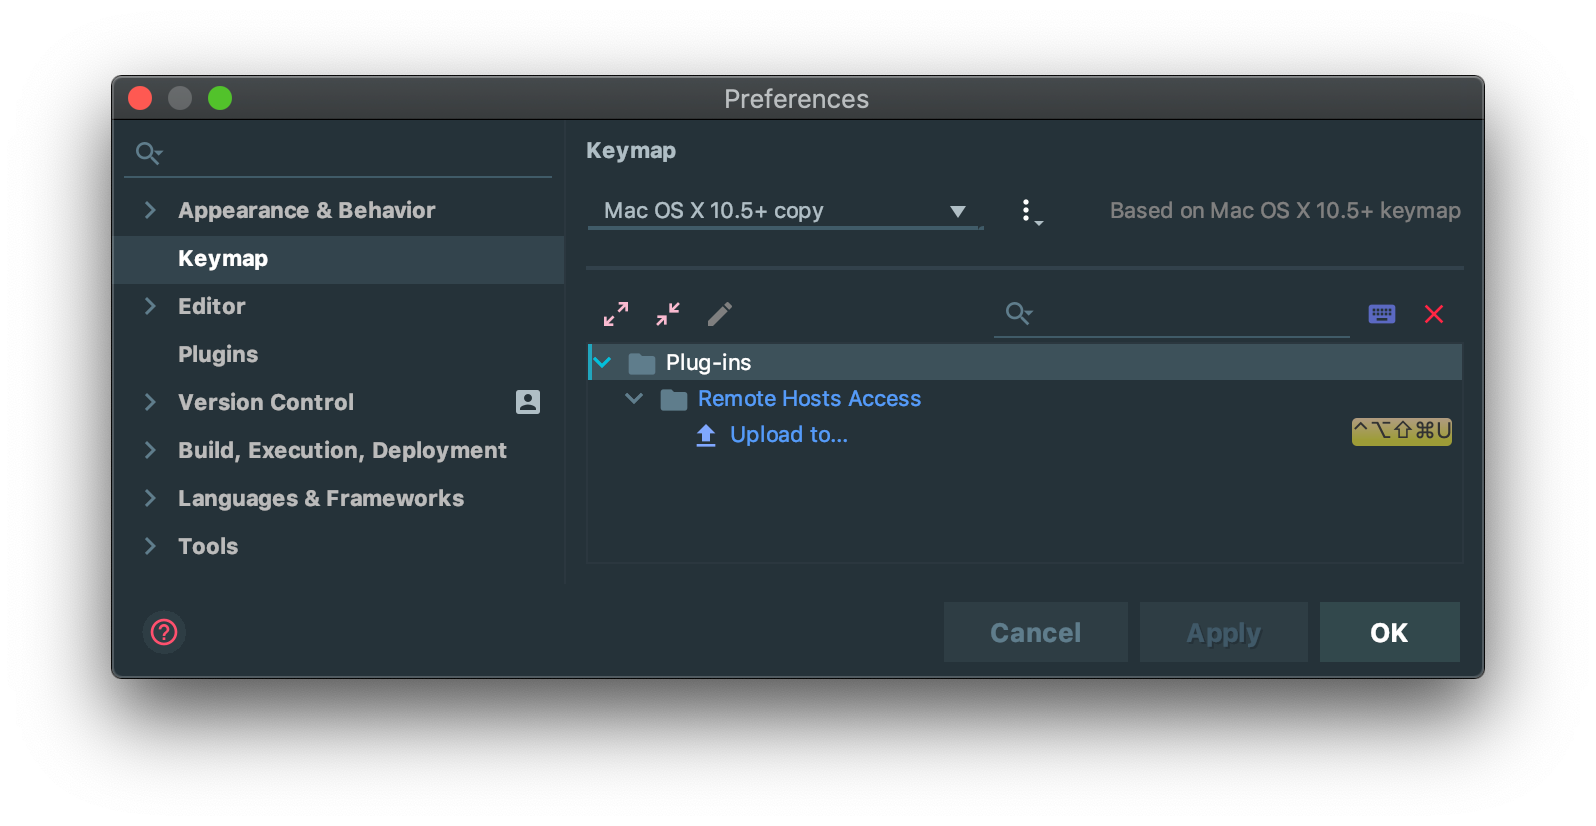 Preferences
Appearance & Behavior
Keymap
Editor
Plugins
Version Control
Build, Execution, Deployment
Languages & Frameworks
Tools
Keymap
Mac OS X 10.5+ copy
Based on Mac OS X 10.5+ keymap
Plug-ins
Remote Hosts Access
Upload to...
^⌥⇧⌘U
?
Cancel
Apply
OK